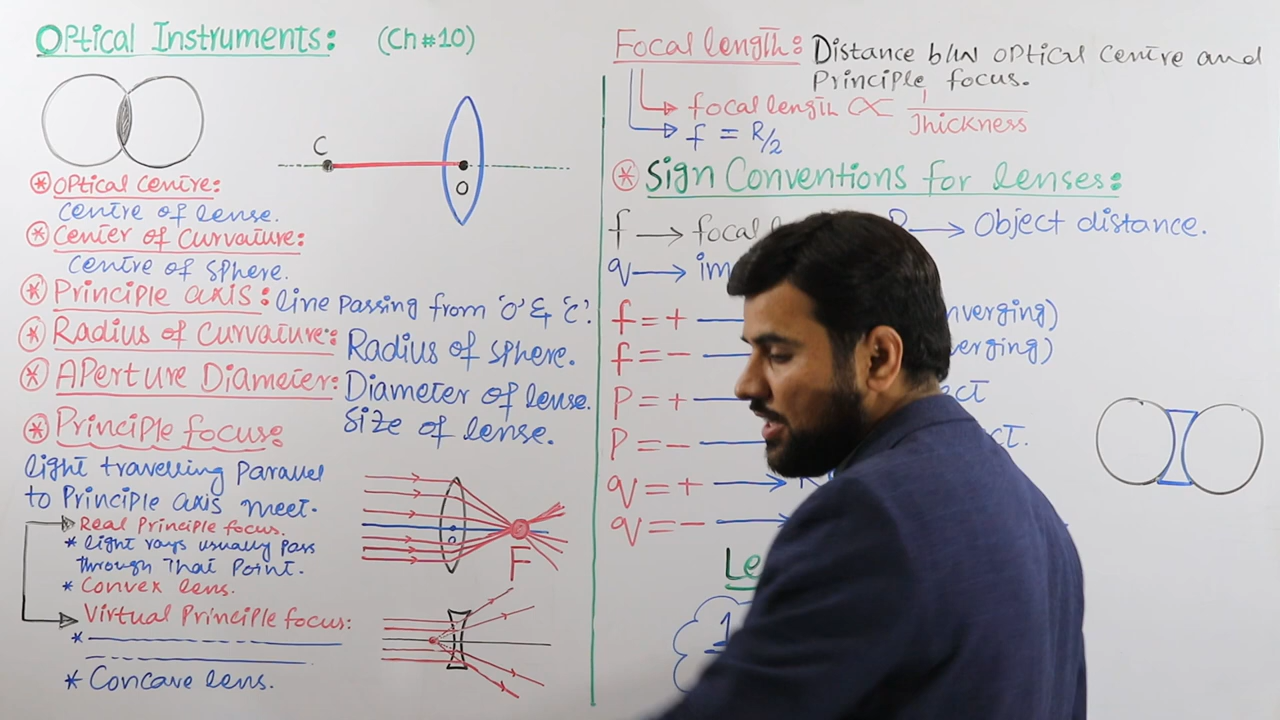 Optical Instruments: (Ch#10)
C
O
* Optical Centre:
Centre of lense.
* Center of Curvature:
Centre of sphere.
* Principle axis: line passing from 'O' & 'C'.
* Radius of Curvature: Radius of sphere.
* Aperture Diameter: Diameter of lense.
size of lense.
* Principle focus:
light travelling parallel
to Principle axis meet.
Real Principle focus.
* light rays usually pass
through That Point.
* Convex lens.
Virtual Principle focus:
*
* Concave lens.
O
F
Focal length: Distance b/w optical Centre and
Principle focus.
focal length ∝ 1/Thickness
f = R/2
* Sign Conventions for lenses:
f → focal
→ Object distance.
q → im
f = + nverging)
f = - verging)
P = + ect
P = - ct.
q = + →
q = - →
Le
1